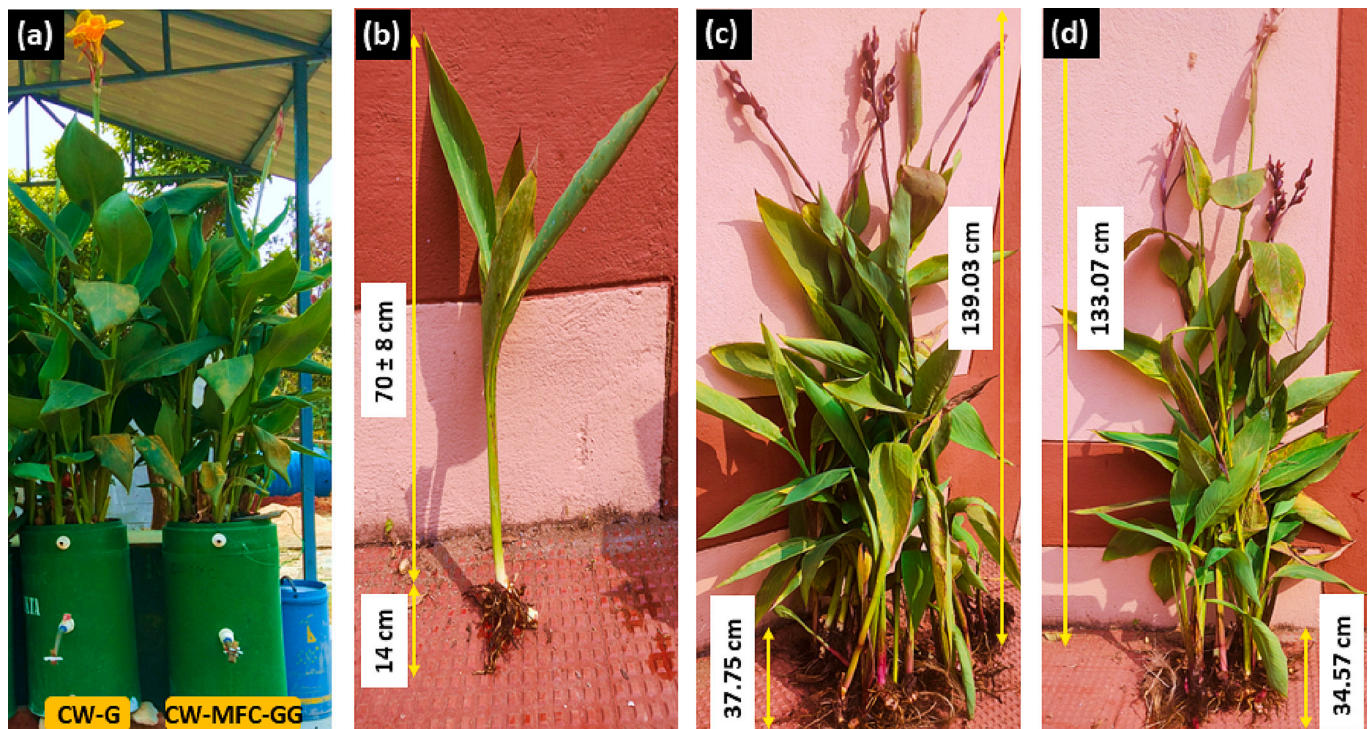 (a)
(b)
(c)
(d)
70 ± 8 cm
14 cm
139.03 cm
37.75 cm
133.07 cm
34.57 cm
CW-G
CW-MFC-GG